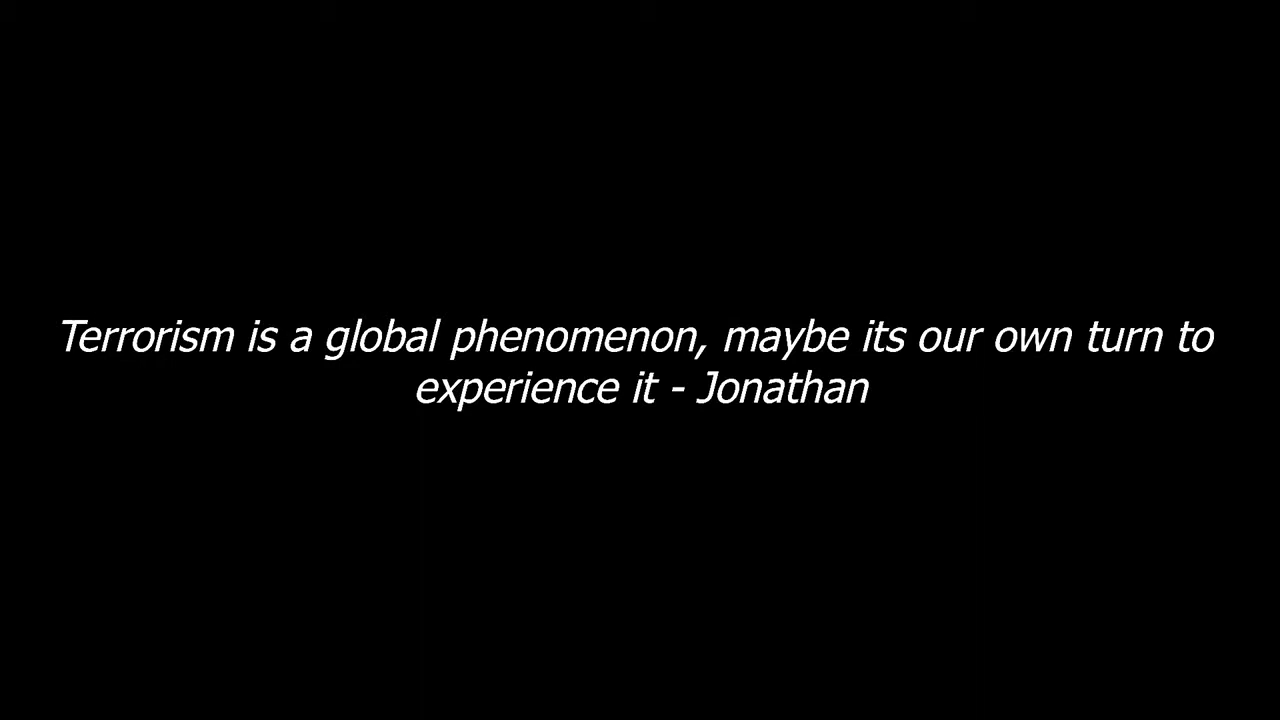 Terrorism is a global phenomenon, maybe its our own turn to
experience it - Jonathan